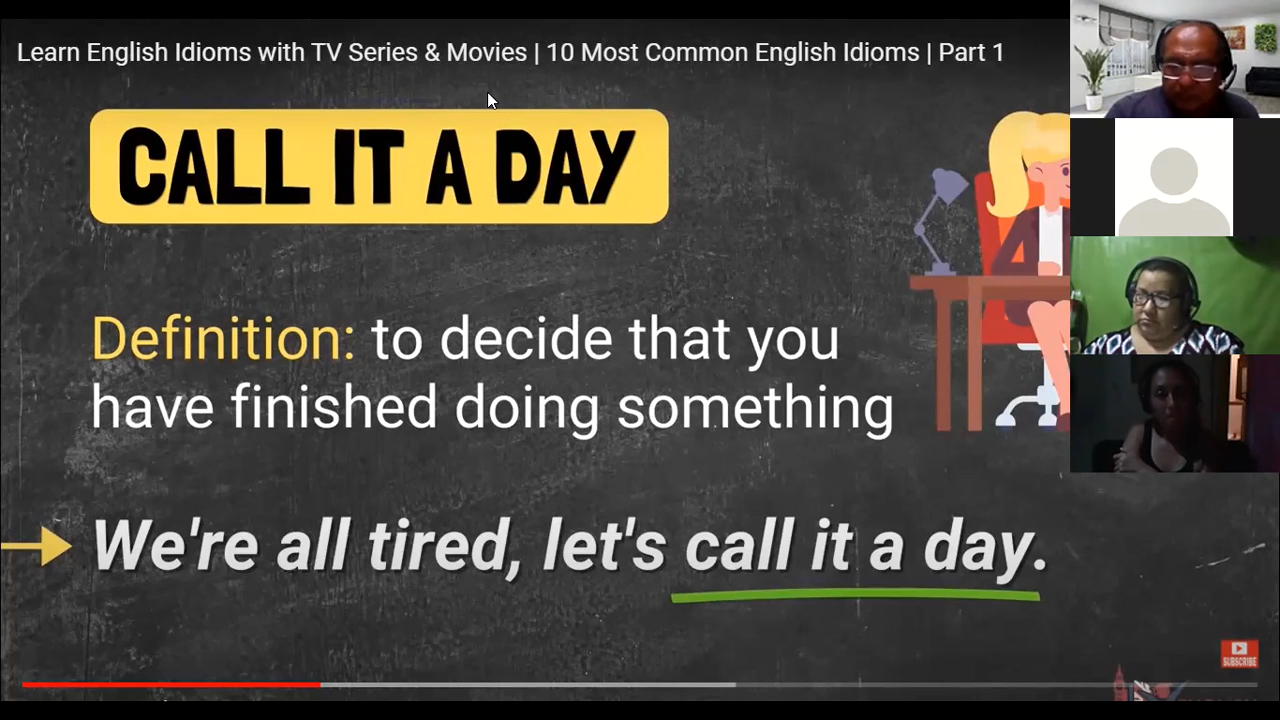 Learn English Idioms with TV Series & Movies | 10 Most Common English Idioms | Part 1
CALL IT A DAY
Definition: to decide that you
have finished doing something
We're all tired, let's call it a day.
SUBSCRIBE